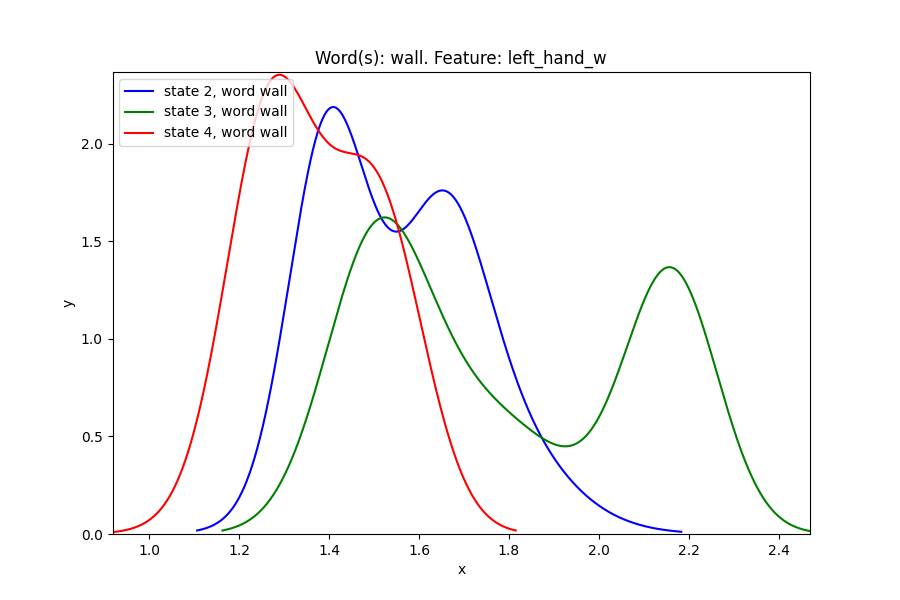 Word(s): wall. Feature: left_hand_w
state 2, word wall
state 3, word wall
state 4, word wall
y
2.0
1.5
1.0
0.5
0.0
1.0 1.2 1.4 1.6 1.8 2.0 2.2 2.4
x